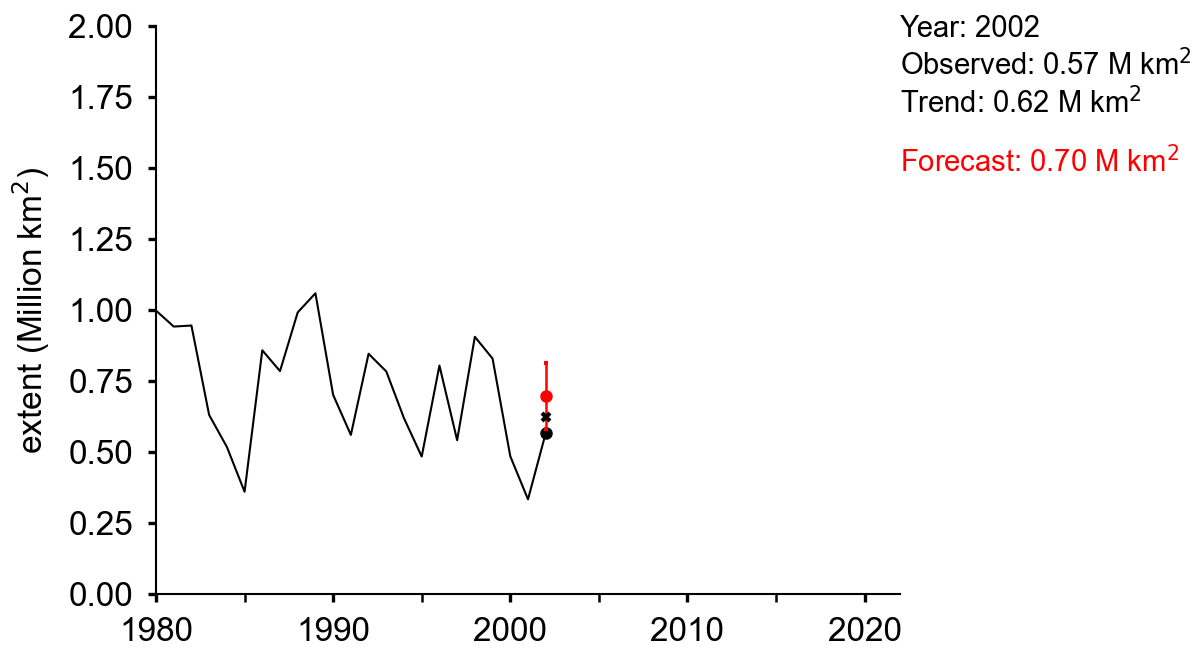 2.00
1.75
1.50
1.25
1.00
0.75
0.50
0.25
0.00
extent (Million km²)
1980 1990 2000 2010 2020
Year: 2002
Observed: 0.57 M km²
Trend: 0.62 M km²
Forecast: 0.70 M km²